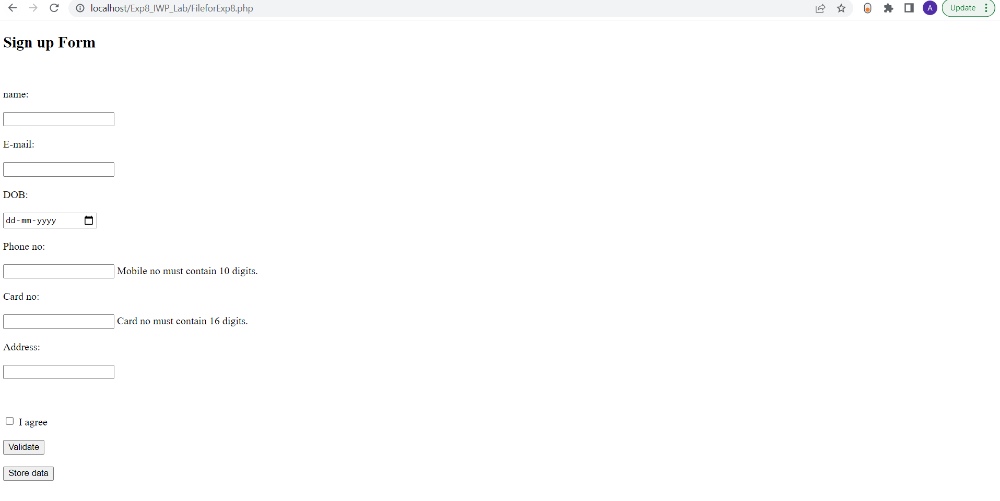 localhost/Exp8_IWP_Lab/FileforExp8.php
A
Update
Sign up Form
name:
E-mail:
DOB:
dd-mm-yyyy
Phone no:
Mobile no must contain 10 digits.
Card no:
Card no must contain 16 digits.
Address:
I agree
Validate
Store data